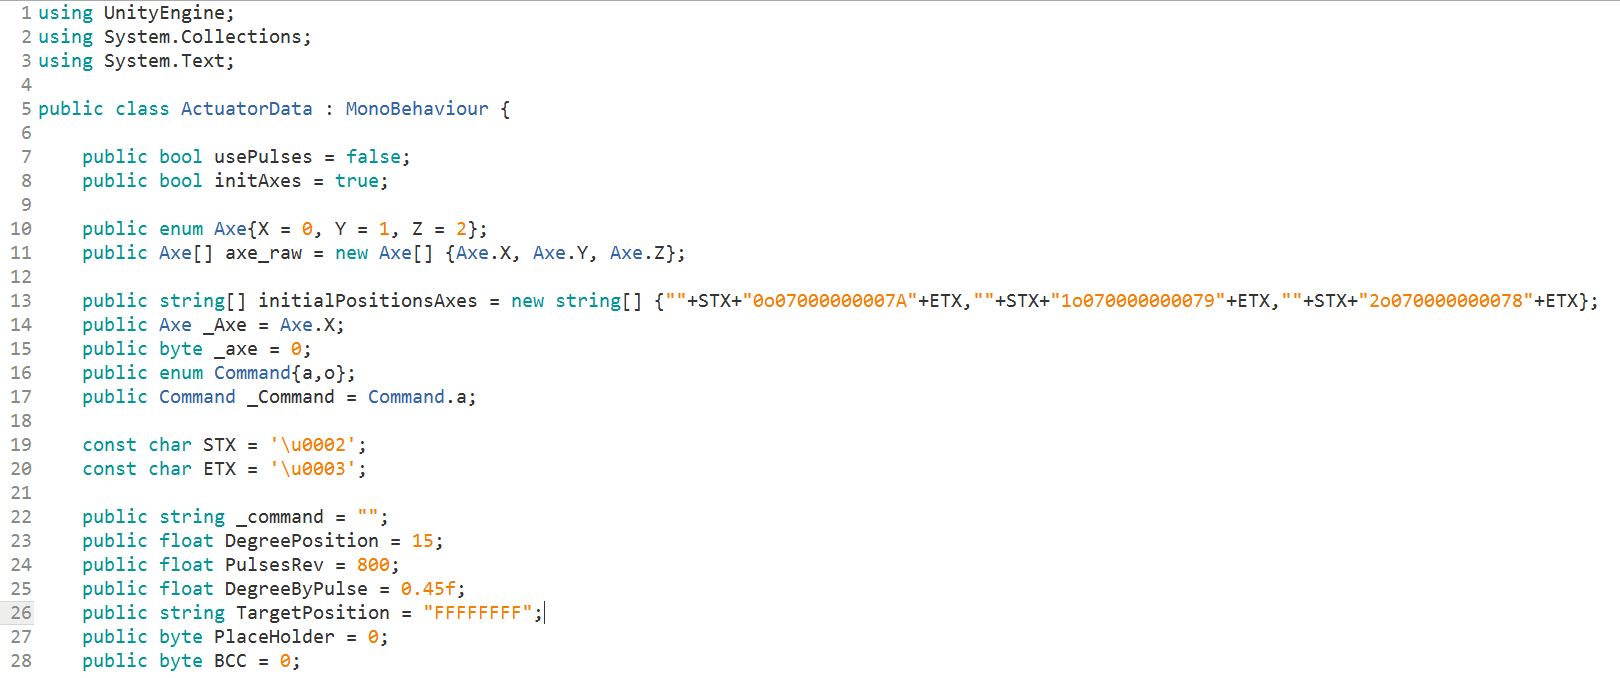 1 using UnityEngine;
2 using System.Collections;
3 using System.Text;
4
5 public class ActuatorData : MonoBehaviour {
6
7     public bool usePulses = false;
8     public bool initAxes = true;
9
10     public enum Axe{X = 0, Y = 1, Z = 2};
11     public Axe[] axe_raw = new Axe[] {Axe.X, Axe.Y, Axe.Z};
12
13     public string[] initialPositionsAxes = new string[] {""+STX+"0o07000000007A"+ETX,""+STX+"1o070000000079"+ETX,""+STX+"2o070000000078"+ETX};
14     public Axe _Axe = Axe.X;
15     public byte _axe = 0;
16     public enum Command{a,o};
17     public Command _Command = Command.a;
18
19     const char STX = '\u0002';
20     const char ETX = '\u0003';
21
22     public string _command = "";
23     public float DegreePosition = 15;
24     public float PulsesRev = 800;
25     public float DegreeByPulse = 0.45f;
26     public string TargetPosition = "FFFFFFFF";
27     public byte PlaceHolder = 0;
28     public byte BCC = 0;